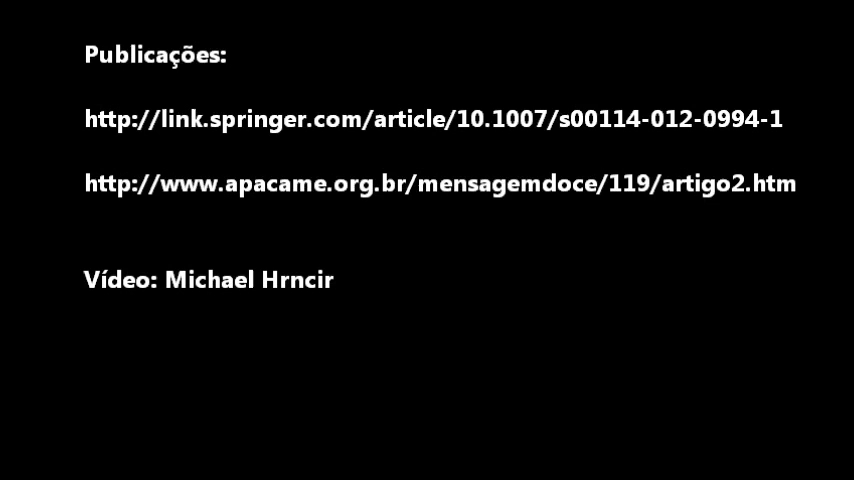 Publicações:
http://link.springer.com/article/10.1007/s00114-012-0994-1
http://www.apacame.org.br/mensagemdoce/119/artigo2.htm
Vídeo: Michael Hrncir